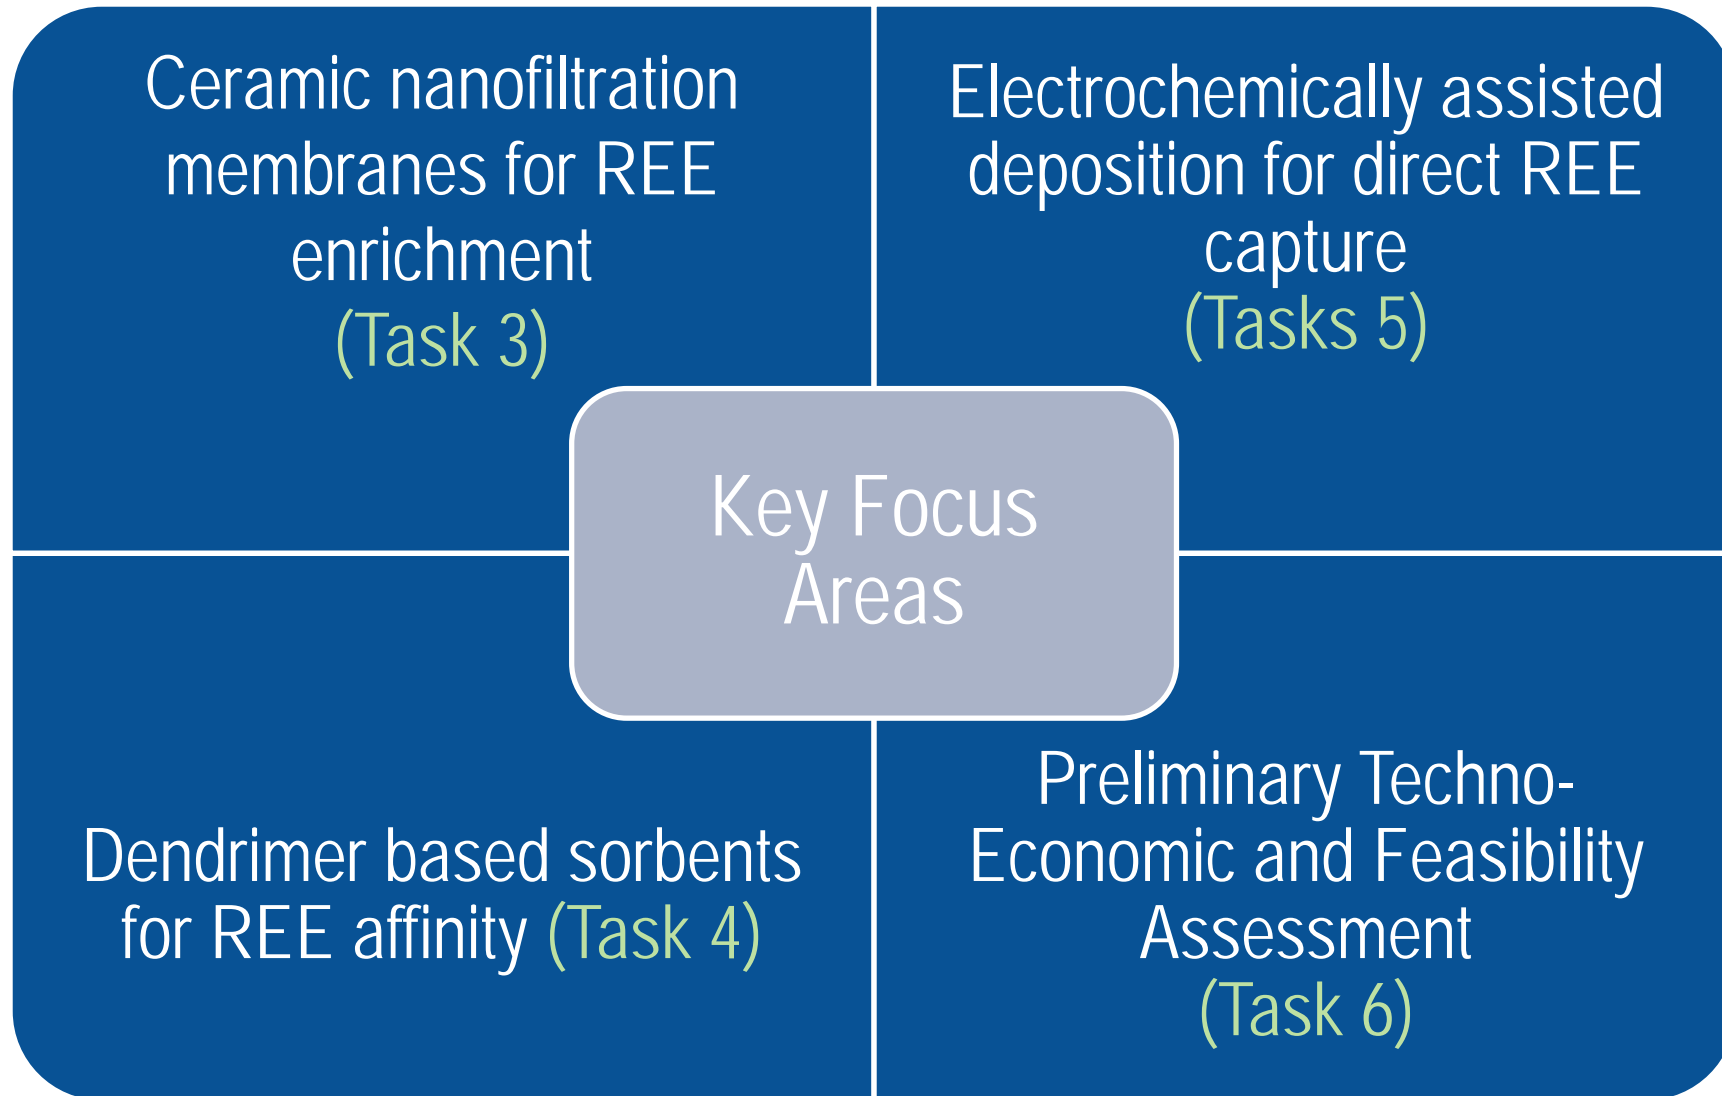 Ceramic nanofiltration
membranes for REE
enrichment
(Task 3)
Electrochemically assisted
deposition for direct REE
capture
(Tasks 5)
Key Focus
Areas
Dendrimer based sorbents
for REE affinity (Task 4)
Preliminary Techno-
Economic and Feasibility
Assessment
(Task 6)